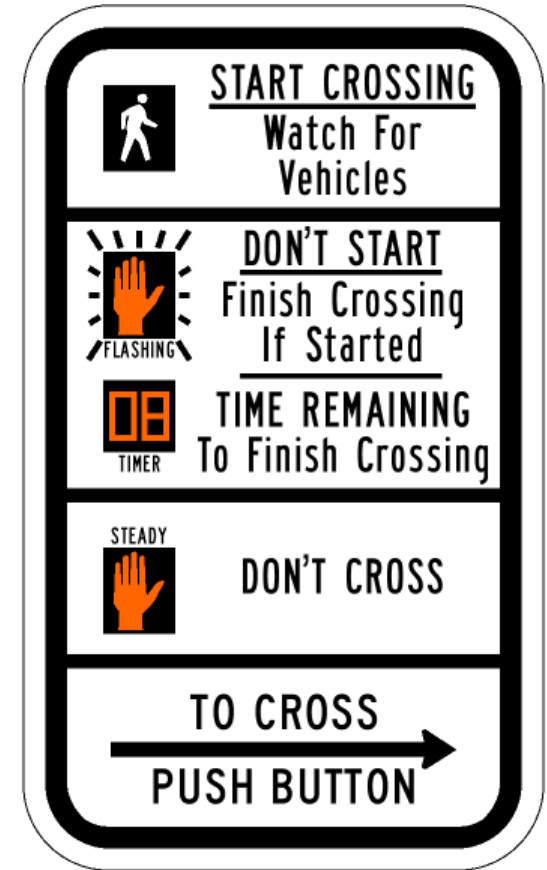 START CROSSING
Watch For
Vehicles
DON'T START
Finish Crossing
If Started
FLASHING
08
TIMER
TIME REMAINING
To Finish Crossing
STEADY
DON'T CROSS
TO CROSS
PUSH BUTTON